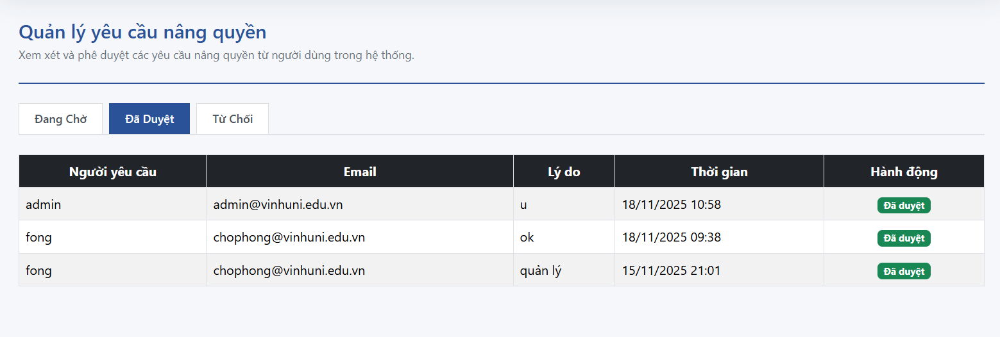 Quản lý yêu cầu nâng quyền
Xem xét và phê duyệt các yêu cầu nâng quyền từ người dùng trong hệ thống.
Đang Chờ Đã Duyệt Từ Chối
Người yêu cầu Email Lý do Thời gian Hành động
admin admin@vinhuni.edu.vn u 18/11/2025 10:58 Đã duyệt
fong chophong@vinhuni.edu.vn ok 18/11/2025 09:38 Đã duyệt
fong chophong@vinhuni.edu.vn quản lý 15/11/2025 21:01 Đã duyệt